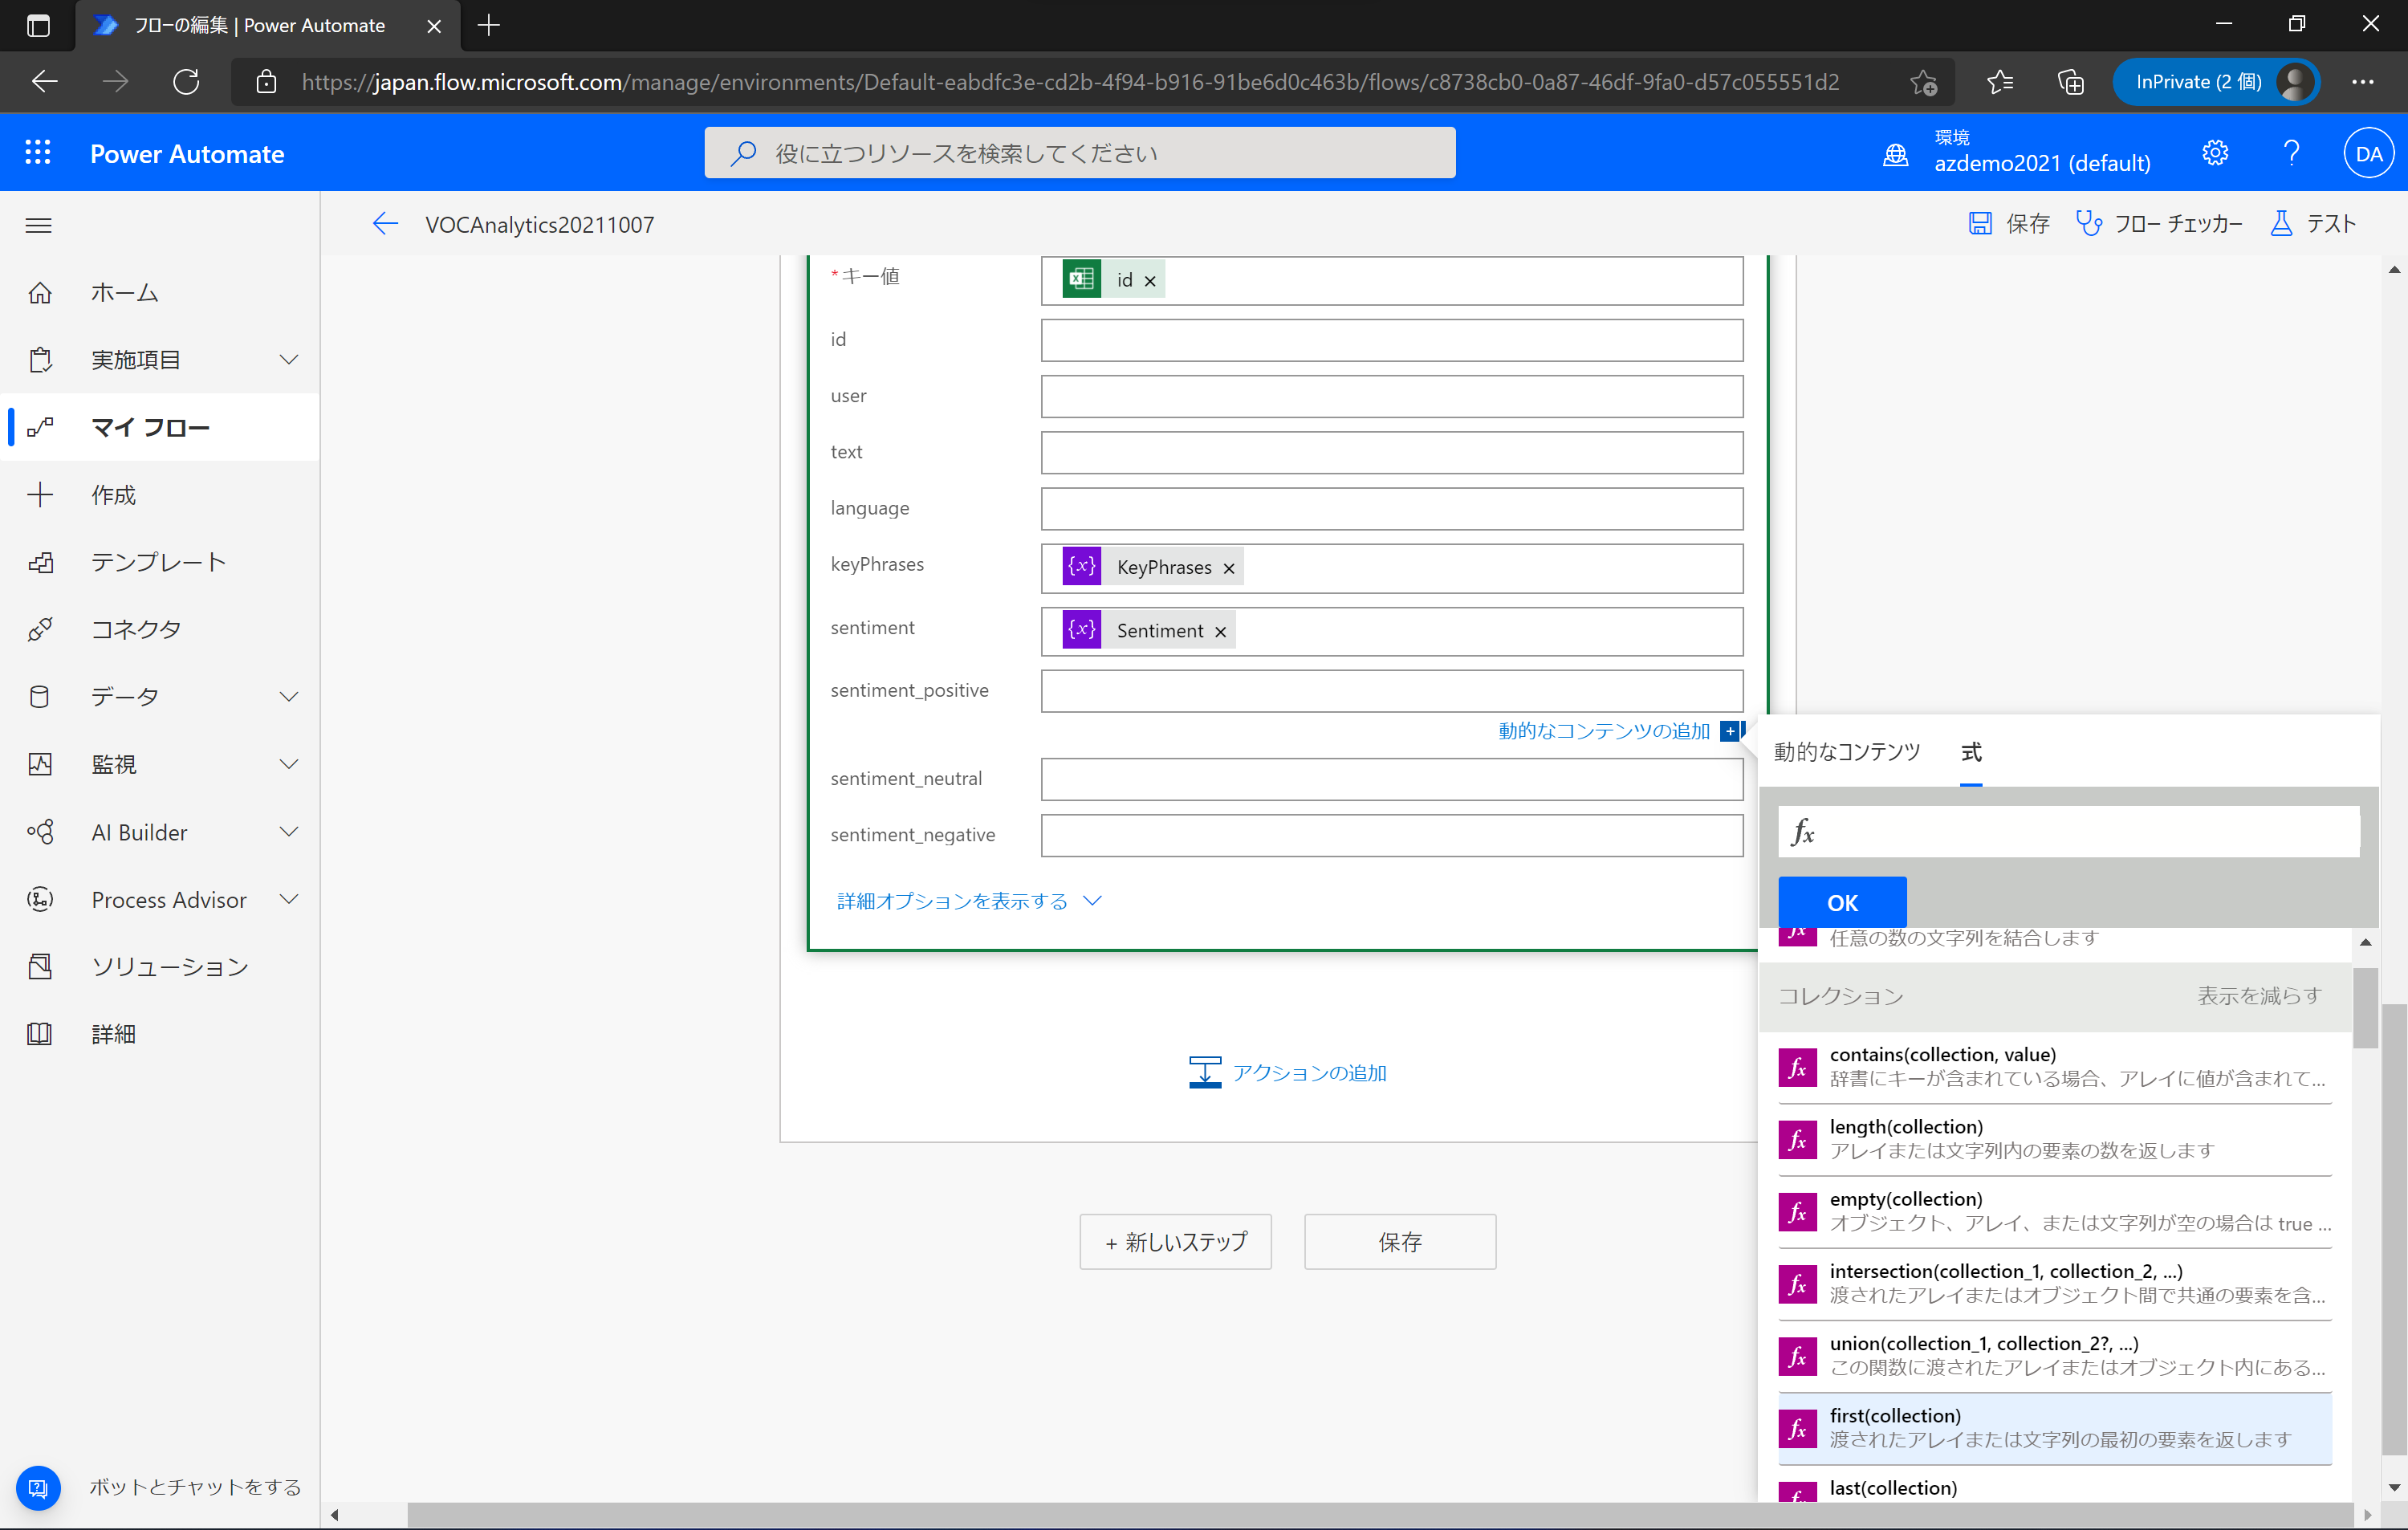 フローの編集 | Power Automate
https://japan.flow.microsoft.com/manage/environments/Default-eabdfc3e-cd2b-4f94-b916-91be6d0c463b/flows/c8738cb0-0a87-46df-9fa0-d57c055551d2
InPrivate (2 個)
Power Automate
役に立つリソースを検索してください
環境
azdemo2021 (default)
DA
VOCAnalytics20211007
保存
フロー チェッカー
テスト
ホーム
実施項目
マイ フロー
作成
テンプレート
コネクタ
データ
監視
AI Builder
Process Advisor
ソリューション
詳細
ボットとチャットをする
*キー値
id
id
user
text
language
keyPhrases
KeyPhrases
sentiment
Sentiment
sentiment_positive
動的なコンテンツの追加
sentiment_neutral
sentiment_negative
詳細オプションを表示する
アクションの追加
+ 新しいステップ
保存
動的なコンテンツ
式
fx
OK
fx
任意の数の文字列を結合します
コレクション
表示を減らす
fx
contains(collection, value)
辞書にキーが含まれている場合、アレイに値が含まれて...
fx
length(collection)
アレイまたは文字列内の要素の数を返します
fx
empty(collection)
オブジェクト、アレイ、または文字列が空の場合は true ...
fx
intersection(collection_1, collection_2, ...)
渡されたアレイまたはオブジェクト間で共通の要素を含...
fx
union(collection_1, collection_2?, ...)
この関数に渡されたアレイまたはオブジェクト内にある...
fx
first(collection)
渡されたアレイまたは文字列の最初の要素を返します
fx
last(collection)